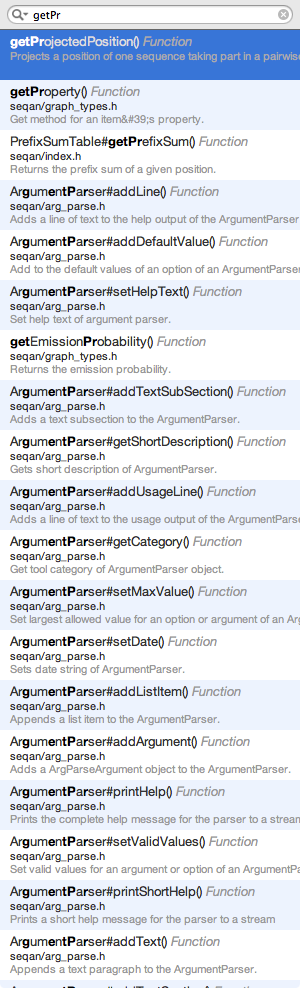 getPr
getProjectedPosition() Function
Projects a position of one sequence taking part in a pairwise
getProperty() Function
seqan/graph_types.h
Get method for an item&#39;s property.
PrefixSumTable#getPrefixSum() Function
seqan/index.h
Returns the prefix sum of a given position.
ArgumentParser#addLine() Function
seqan/arg_parse.h
Adds a line of text to the help output of the ArgumentParser
ArgumentParser#addDefaultValue() Function
seqan/arg_parse.h
Add to the default values of an option of an ArgumentParser
ArgumentParser#setHelpText() Function
seqan/arg_parse.h
Set help text of argument parser.
getEmissionProbability() Function
seqan/graph_types.h
Returns the emission probability.
ArgumentParser#addTextSubSection() Function
seqan/arg_parse.h
Adds a text subsection to the ArgumentParser.
ArgumentParser#getShortDescription() Function
seqan/arg_parse.h
Gets short description of ArgumentParser.
ArgumentParser#addUsageLine() Function
seqan/arg_parse.h
Adds a line of text to the usage output of the ArgumentParser
ArgumentParser#getCategory() Function
seqan/arg_parse.h
Get tool category of ArgumentParser object.
ArgumentParser#setMaxValue() Function
seqan/arg_parse.h
Set largest allowed value for an option or argument of an
ArgumentParser#setDate() Function
seqan/arg_parse.h
Sets date string of ArgumentParser.
ArgumentParser#addListItem() Function
seqan/arg_parse.h
Appends a list item to the ArgumentParser.
ArgumentParser#addArgument() Function
seqan/arg_parse.h
Adds a ArgParseArgument object to the ArgumentParser.
ArgumentParser#printHelp() Function
seqan/arg_parse.h
Prints the complete help message for the parser to a stream
ArgumentParser#setValidValues() Function
seqan/arg_parse.h
Set valid values for an argument or option of an ArgumentPa
ArgumentParser#printShortHelp() Function
seqan/arg_parse.h
Prints a short help message for the parser to a stream
ArgumentParser#addText() Function
seqan/arg_parse.h
Appends a text paragraph to the ArgumentParser.